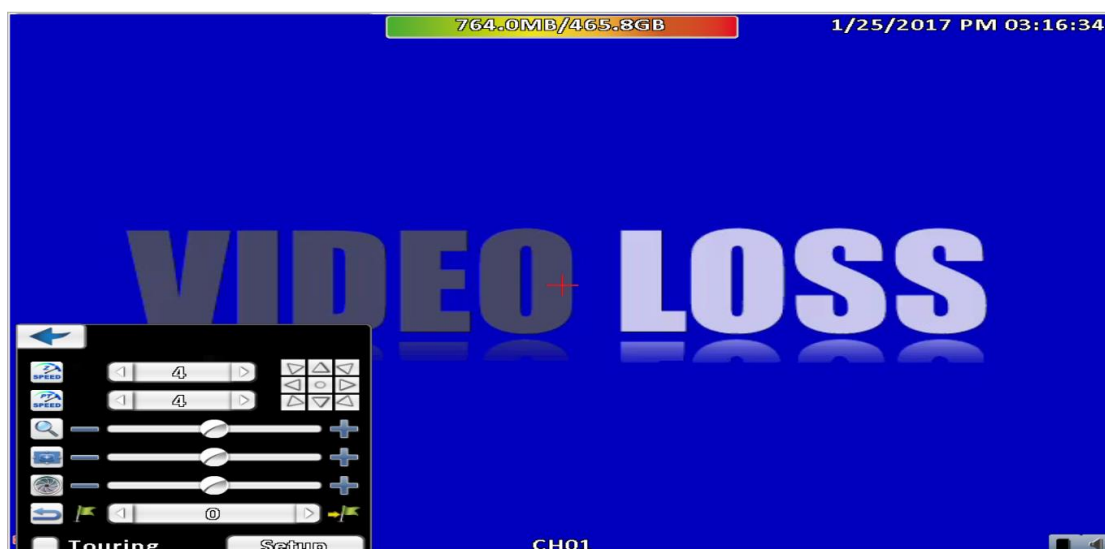 764.0MB/465.8GB
1/25/2017 PM 03:16:34
VIDEO LOSS
Z SPEED 4
PT SPEED 4
0
Touring Setup
CH01